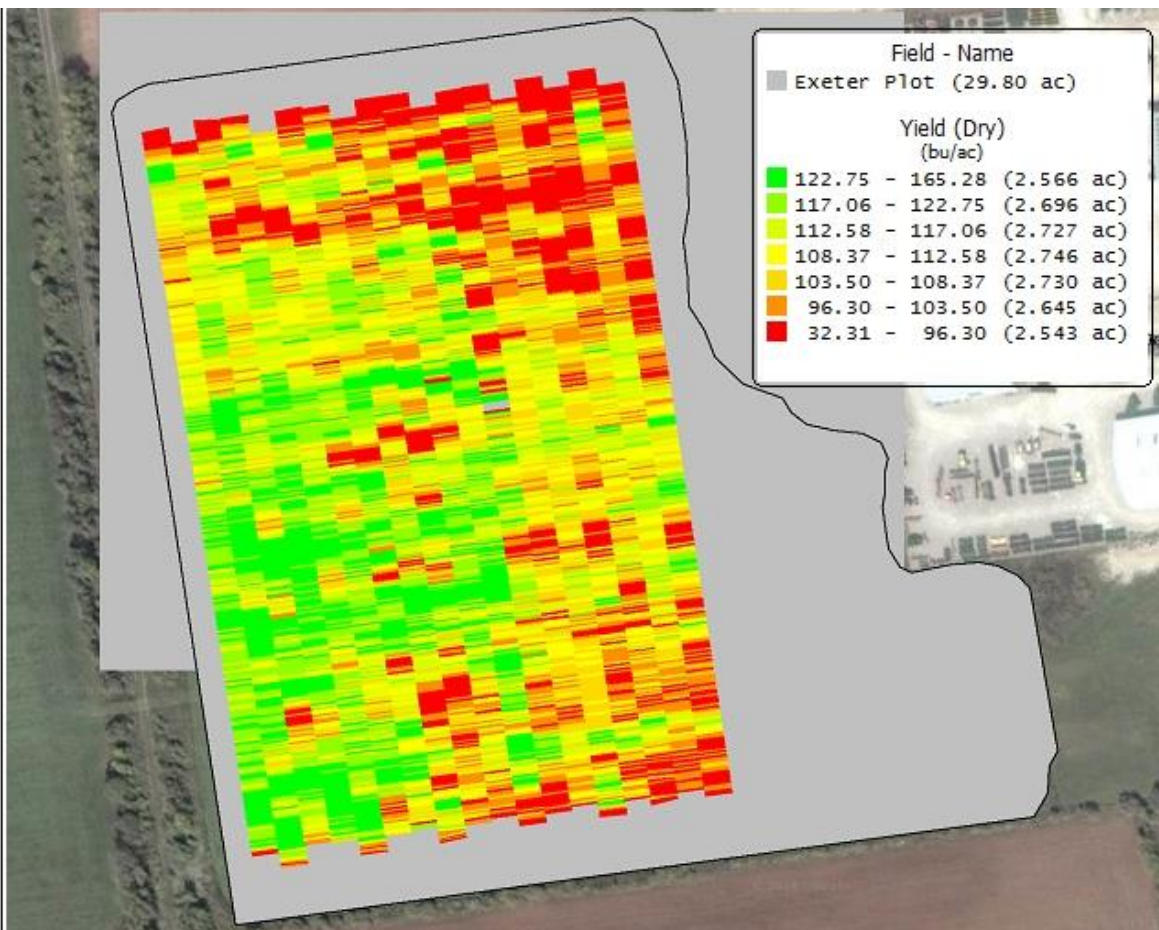 Field - Name
Exeter Plot (29.80 ac)
Yield (Dry)
(bu/ac)
122.75 - 165.28 (2.566 ac)
117.06 - 122.75 (2.696 ac)
112.58 - 117.06 (2.727 ac)
108.37 - 112.58 (2.746 ac)
103.50 - 108.37 (2.730 ac)
96.30 - 103.50 (2.645 ac)
32.31 - 96.30 (2.543 ac)